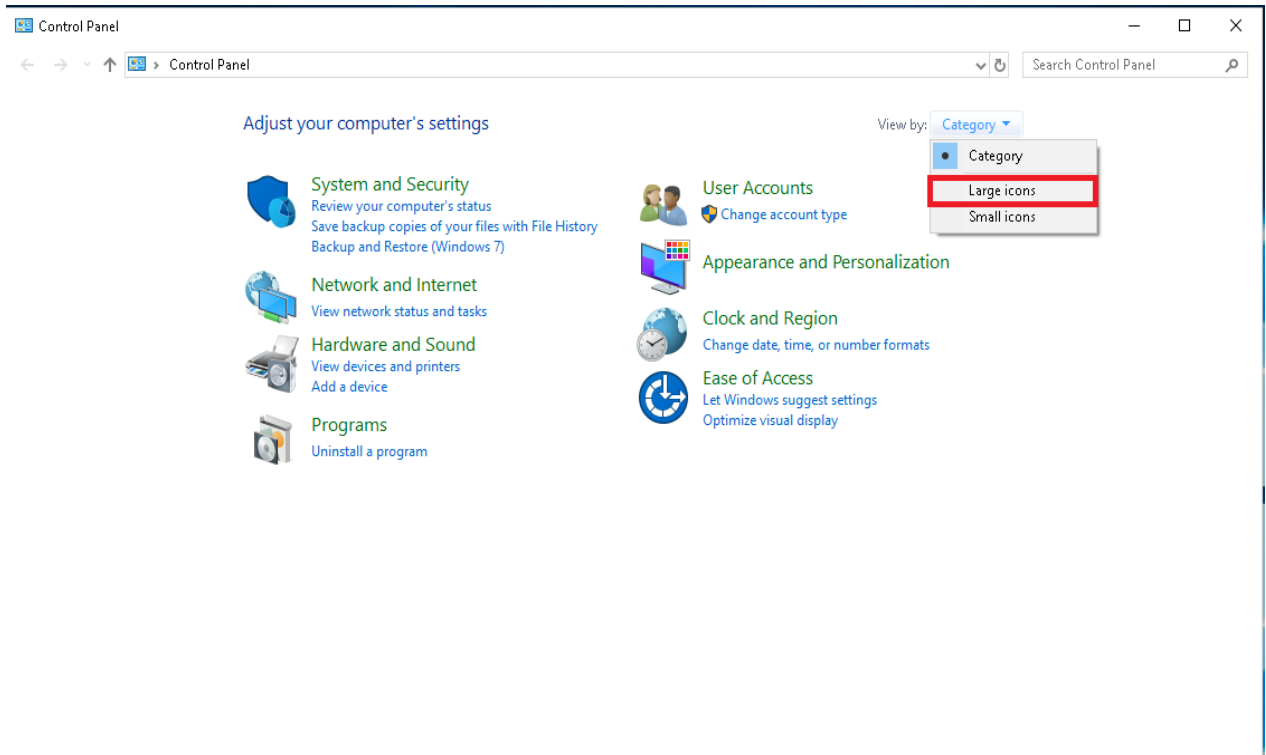 Control Panel
Control Panel
Search Control Panel
Adjust your computer's settings
View by: Category
Category
Large icons
Small icons
System and Security
Review your computer's status
Save backup copies of your files with File History
Backup and Restore (Windows 7)
Network and Internet
View network status and tasks
Hardware and Sound
View devices and printers
Add a device
Programs
Uninstall a program
User Accounts
Change account type
Appearance and Personalization
Clock and Region
Change date, time, or number formats
Ease of Access
Let Windows suggest settings
Optimize visual display